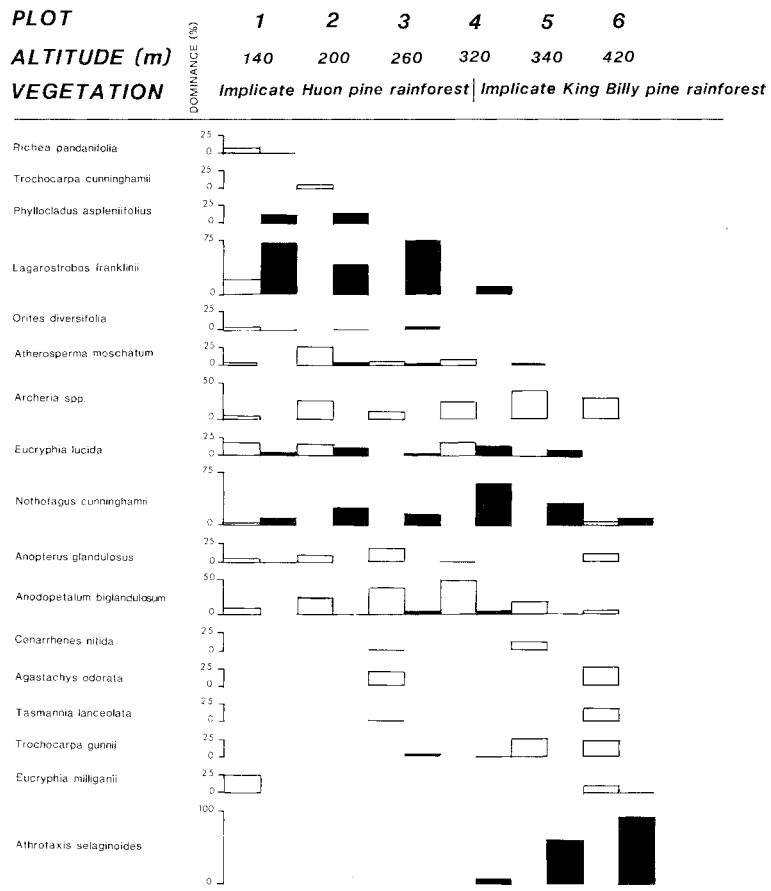 PLOT 1 2 3 4 5 6
ALTITUDE (m) 140 200 260 320 340 420
VEGETATION Implicate Huon pine rainforest Implicate King Billy pine rainforest
DOMINANCE (%)
Richea pandanifolia 25 0
Trochocarpa cunninghamii 25 0
Phyllocladus aspleniifolius 25 0
Lagarostrobos franklinii 75 0
Orites diversifolia 25 0
Atherosperma moschatum 25 0
Archeria spp. 50 0
Eucryphia lucida 25 0
Nothofagus cunninghamii 75 0
Anopterus glandulosus 25 0
Anodopetalum biglandulosum 50 0
Cenarrhenes nitida 25 0
Agastachys odorata 25 0
Tasmannia lanceolata 25 0
Trochocarpa gunnii 25 0
Eucryphia milliganii 25 0
Athrotaxis selaginoides 100 0